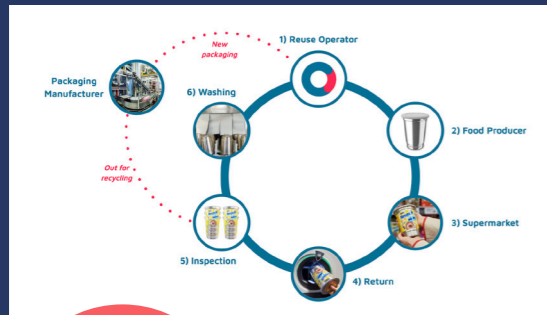 1) Reuse Operator
New
packaging
Packaging
Manufacturer
6) Washing
2) Food Producer
Out for
recycling
3) Supermarket
5) Inspection
4) Return